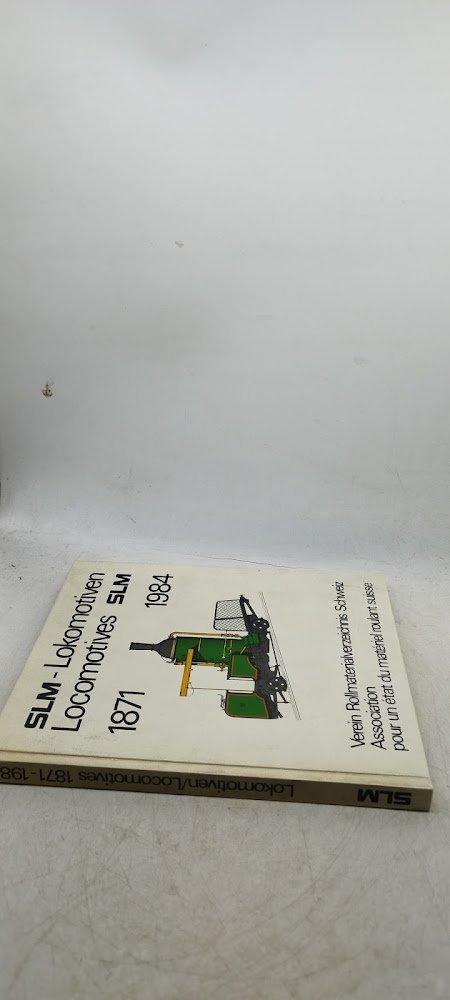 SLM-Lokomotiven
Locomotives SLM
1871 1984
Verein Rollmaterialverzeichnis Schweiz
Association
pour un état du matériel roulant suisse
SLM Lokomotiven/Locomotives 1871-198